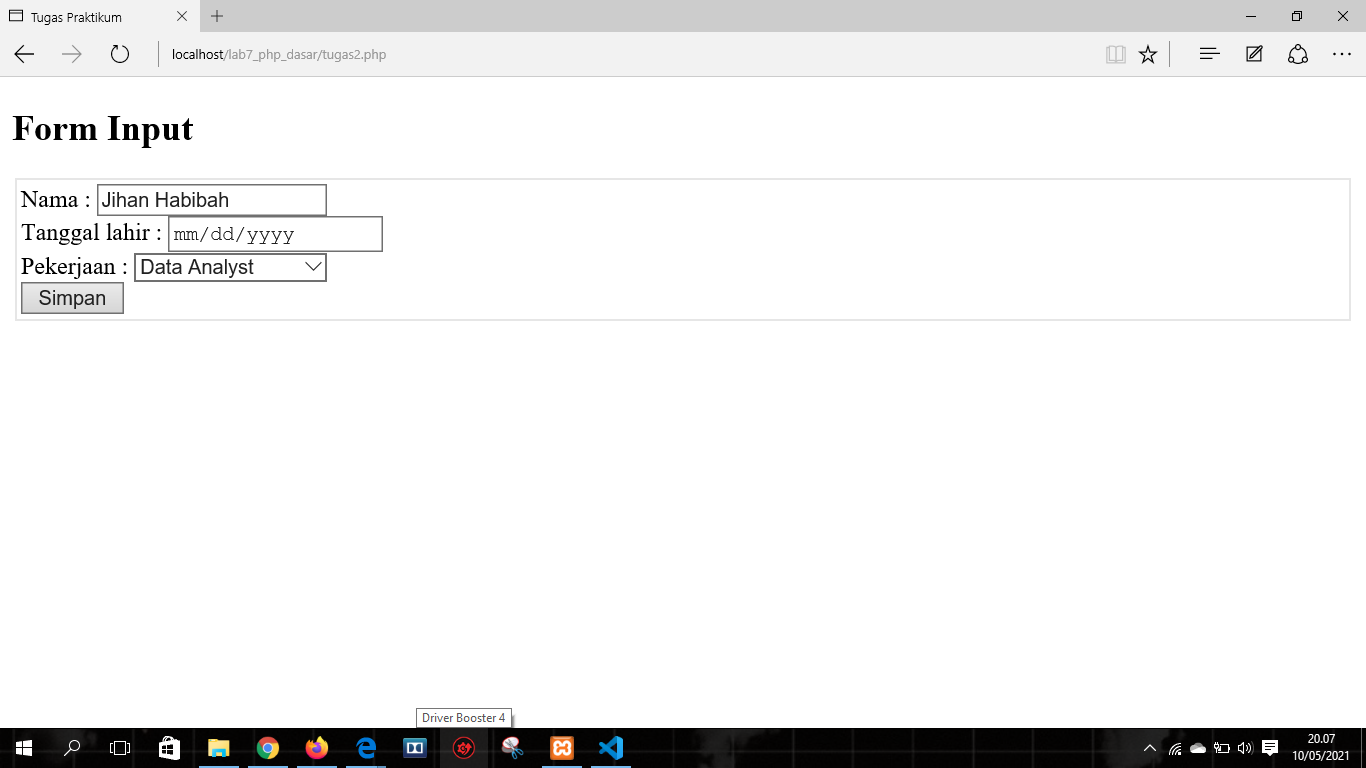 Tugas Praktikum
localhost/lab7_php_dasar/tugas2.php
Form Input
Nama : Jihan Habibah
Tanggal lahir : mm/dd/yyyy
Pekerjaan : Data Analyst
Simpan
Driver Booster 4
20.07
10/05/2021